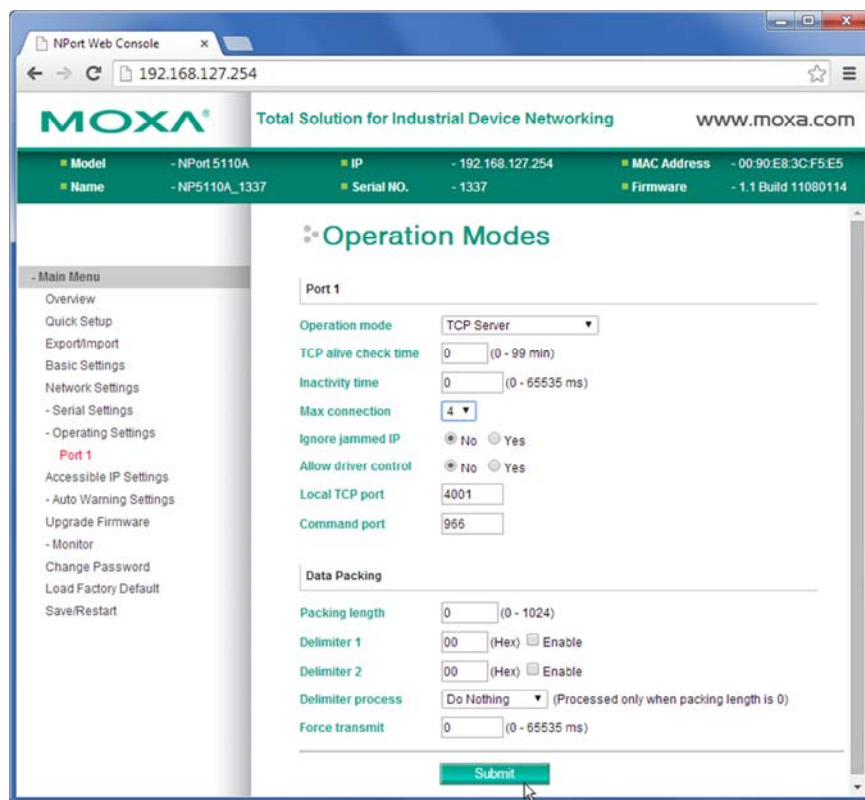 NPort Web Console
192.168.127.254
MOXA® Total Solution for Industrial Device Networking www.moxa.com
Model - NPort 5110A IP - 192.168.127.254 MAC Address - 00:90:E8:3C:F5:E5
Name - NP5110A_1337 Serial NO. - 1337 Firmware - 1.1 Build 11080114
- Main Menu
Overview
Quick Setup
Export/Import
Basic Settings
Network Settings
- Serial Settings
- Operating Settings
Port 1
Accessible IP Settings
- Auto Warning Settings
Upgrade Firmware
- Monitor
Change Password
Load Factory Default
Save/Restart
Operation Modes
Port 1
Operation mode TCP Server
TCP alive check time 0 (0 - 99 min)
Inactivity time 0 (0 - 65535 ms)
Max connection 4
Ignore jammed IP No Yes
Allow driver control No Yes
Local TCP port 4001
Command port 966
Data Packing
Packing length 0 (0 - 1024)
Delimiter 1 00 (Hex) Enable
Delimiter 2 00 (Hex) Enable
Delimiter process Do Nothing (Processed only when packing length is 0)
Force transmit 0 (0 - 65535 ms)
Submit